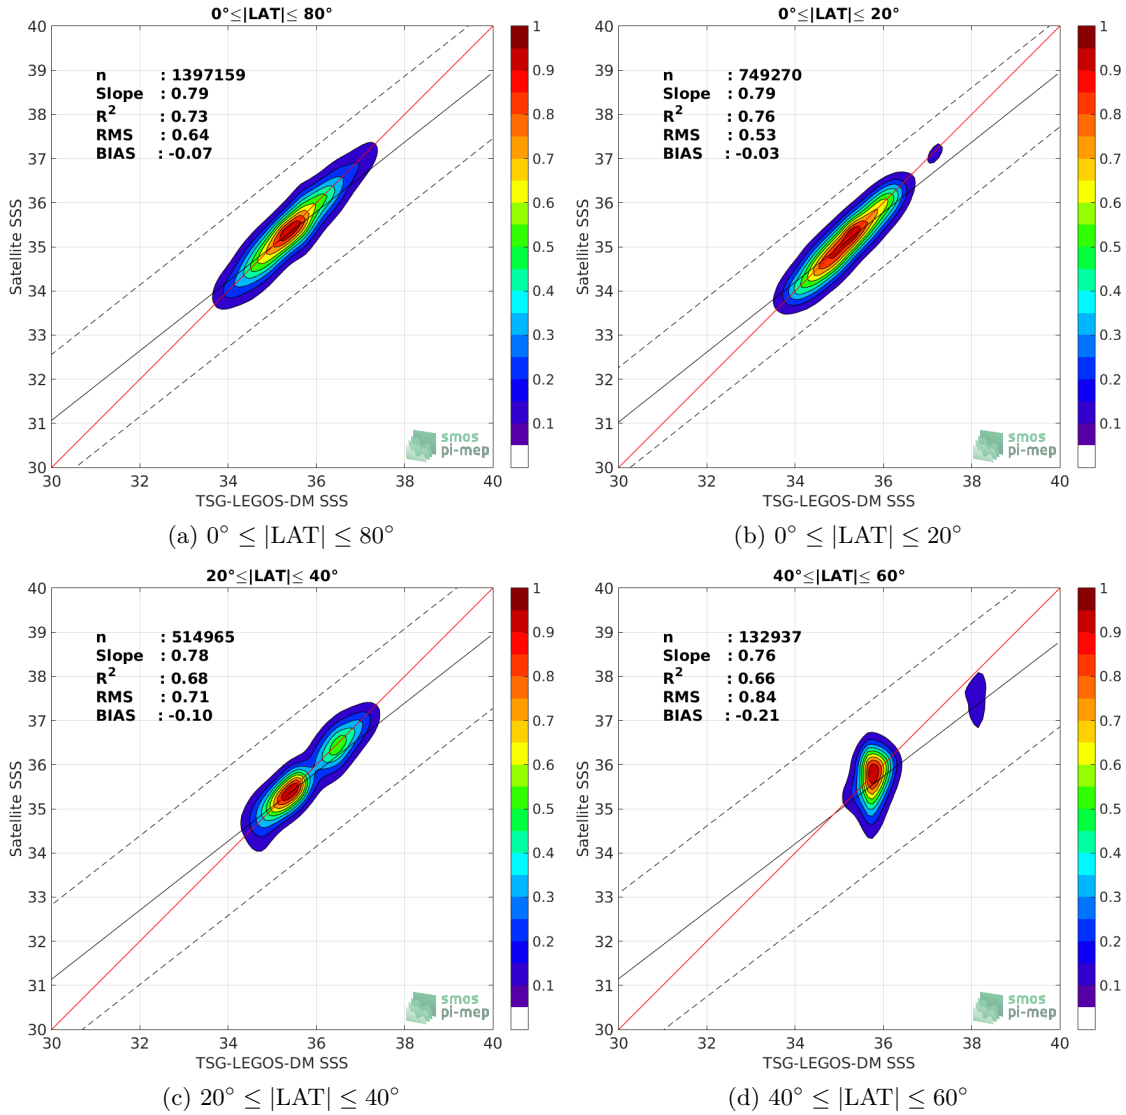 0°≤|LAT|≤ 80°
n : 1397159
Slope : 0.79
R² : 0.73
RMS : 0.64
BIAS : -0.07
40
39
38
37
36
35
34
33
32
31
30
Satellite SSS
30 32 34 36 38 40
TSG-LEGOS-DM SSS
1
0.9
0.8
0.7
0.6
0.5
0.4
0.3
0.2
0.1
smos
pi-mep
(a) 0° ≤ |LAT| ≤ 80°
0°≤|LAT|≤ 20°
n : 749270
Slope : 0.79
R² : 0.76
RMS : 0.53
BIAS : -0.03
40
39
38
37
36
35
34
33
32
31
30
Satellite SSS
30 32 34 36 38 40
TSG-LEGOS-DM SSS
1
0.9
0.8
0.7
0.6
0.5
0.4
0.3
0.2
0.1
smos
pi-mep
(b) 0° ≤ |LAT| ≤ 20°
20°≤|LAT|≤ 40°
n : 514965
Slope : 0.78
R² : 0.68
RMS : 0.71
BIAS : -0.10
40
39
38
37
36
35
34
33
32
31
30
Satellite SSS
30 32 34 36 38 40
TSG-LEGOS-DM SSS
1
0.9
0.8
0.7
0.6
0.5
0.4
0.3
0.2
0.1
smos
pi-mep
(c) 20° ≤ |LAT| ≤ 40°
40°≤|LAT|≤ 60°
n : 132937
Slope : 0.76
R² : 0.66
RMS : 0.84
BIAS : -0.21
40
39
38
37
36
35
34
33
32
31
30
Satellite SSS
30 32 34 36 38 40
TSG-LEGOS-DM SSS
1
0.9
0.8
0.7
0.6
0.5
0.4
0.3
0.2
0.1
smos
pi-mep
(d) 40° ≤ |LAT| ≤ 60°